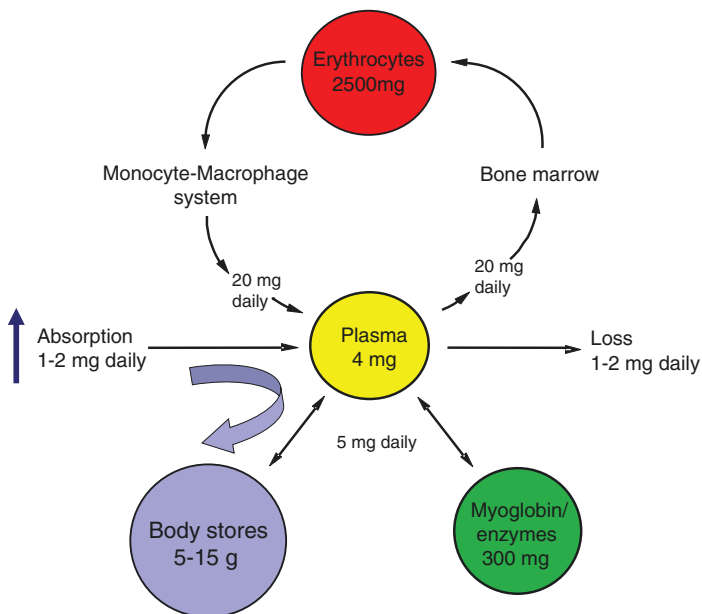 Erythrocytes
2500mg
Monocyte-Macrophage
system
Bone marrow
20 mg
daily
20 mg
daily
Absorption
1-2 mg daily
Plasma
4 mg
Loss
1-2 mg daily
5 mg daily
Body stores
5-15 g
Myoglobin/
enzymes
300 mg